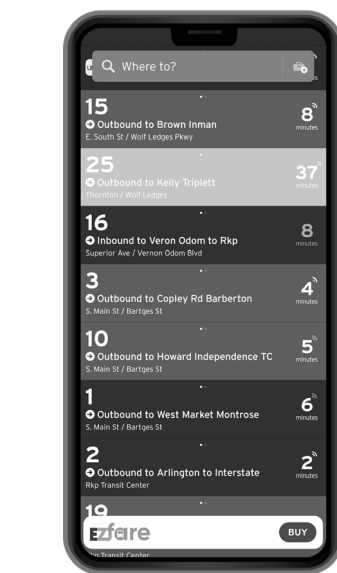 Where to?
15
Outbound to Brown Inman
E. South St / Wolf Ledges Pkwy
8
minutes
25
Outbound to Kelly Triplett
Thornton / Wolf Ledges
37
minutes
16
Inbound to Veron Odom to Rkp
Superior Ave / Vernon Odom Blvd
8
minutes
3
Outbound to Copley Rd Barberton
S. Main St / Bartges St
4
minutes
10
Outbound to Howard Independence TC
S. Main St / Bartges St
5
minutes
1
Outbound to West Market Montrose
S. Main St / Bartges St
6
minutes
2
Outbound to Arlington to Interstate
Rkp Transit Center
2
minutes
19
EZfare
BUY
Rkp Transit Center